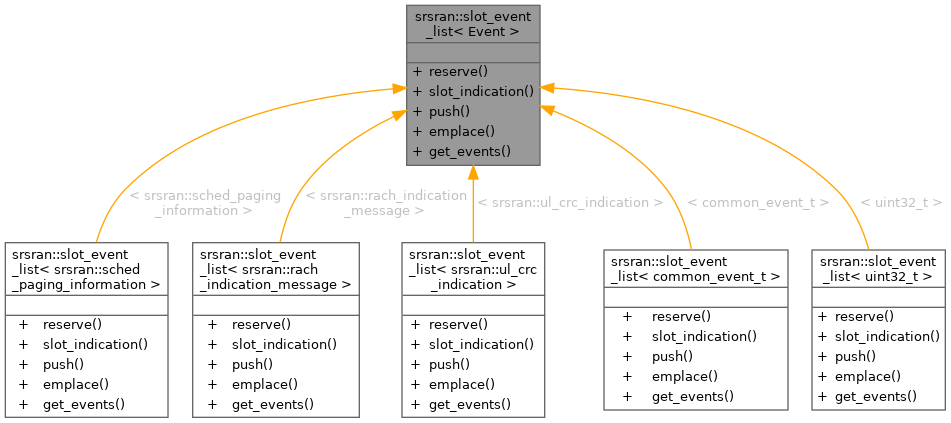 srsran::slot_event
_list< Event >
+ reserve()
+ slot_indication()
+ push()
+ emplace()
+ get_events()
< srsran::sched_paging
_information >
< srsran::rach_indication
_message >
< srsran::ul_crc_indication >
< common_event_t >
< uint32_t >
srsran::slot_event
_list< srsran::sched
_paging_information >
+ reserve()
+ slot_indication()
+ push()
+ emplace()
+ get_events()
srsran::slot_event
_list< srsran::rach
_indication_message >
+ reserve()
+ slot_indication()
+ push()
+ emplace()
+ get_events()
srsran::slot_event
_list< srsran::ul_crc
_indication >
+ reserve()
+ slot_indication()
+ push()
+ emplace()
+ get_events()
srsran::slot_event
_list< common_event_t >
+ reserve()
+ slot_indication()
+ push()
+ emplace()
+ get_events()
srsran::slot_event
_list< uint32_t >
+ reserve()
+ slot_indication()
+ push()
+ emplace()
+ get_events()